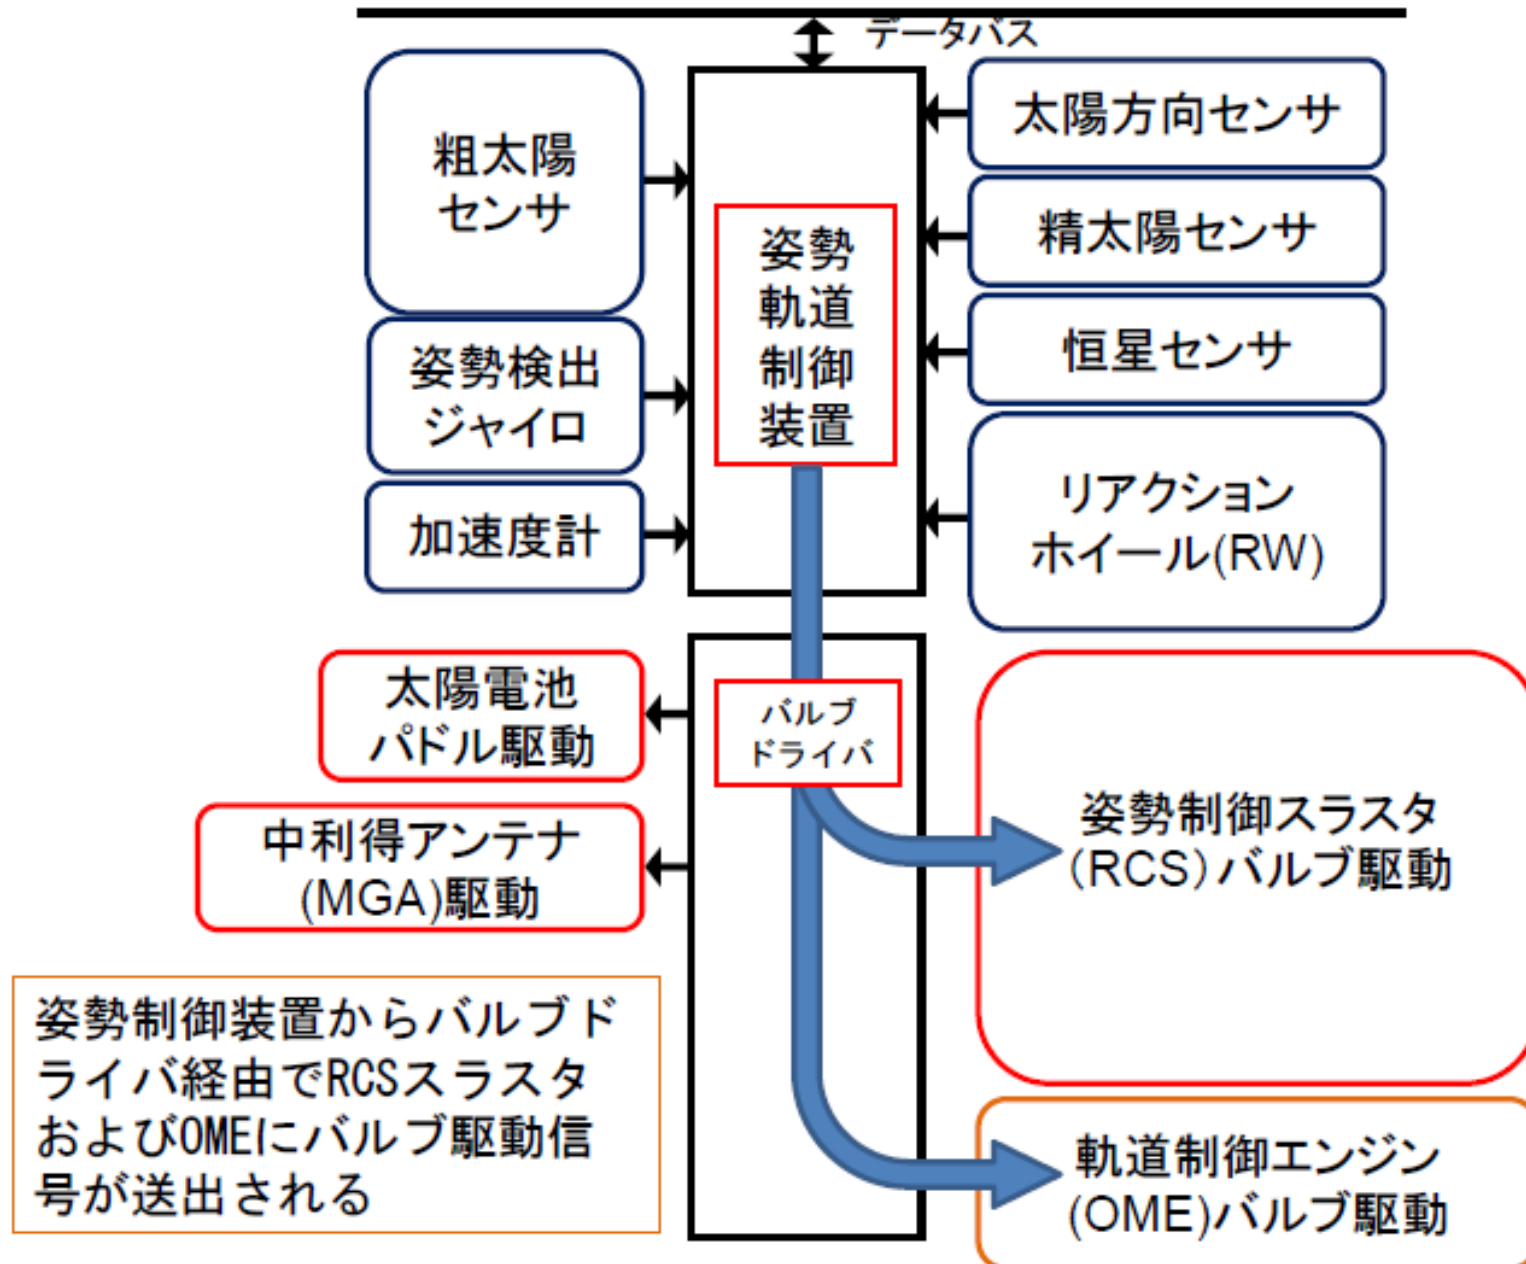 データバス
粗太陽
センサ
姿勢検出
ジャイロ
加速度計
姿勢
軌道
制御
装置
太陽方向センサ
精太陽センサ
恒星センサ
リアクション
ホイール(RW)
太陽電池
パドル駆動
中利得アンテナ
(MGA)駆動
バルブ
ドライバ
姿勢制御スラスタ
(RCS)バルブ駆動
軌道制御エンジン
(OME)バルブ駆動
姿勢制御装置からバルブド
ライバ経由でRCSスラスタ
およびOMEにバルブ駆動信
号が送出される